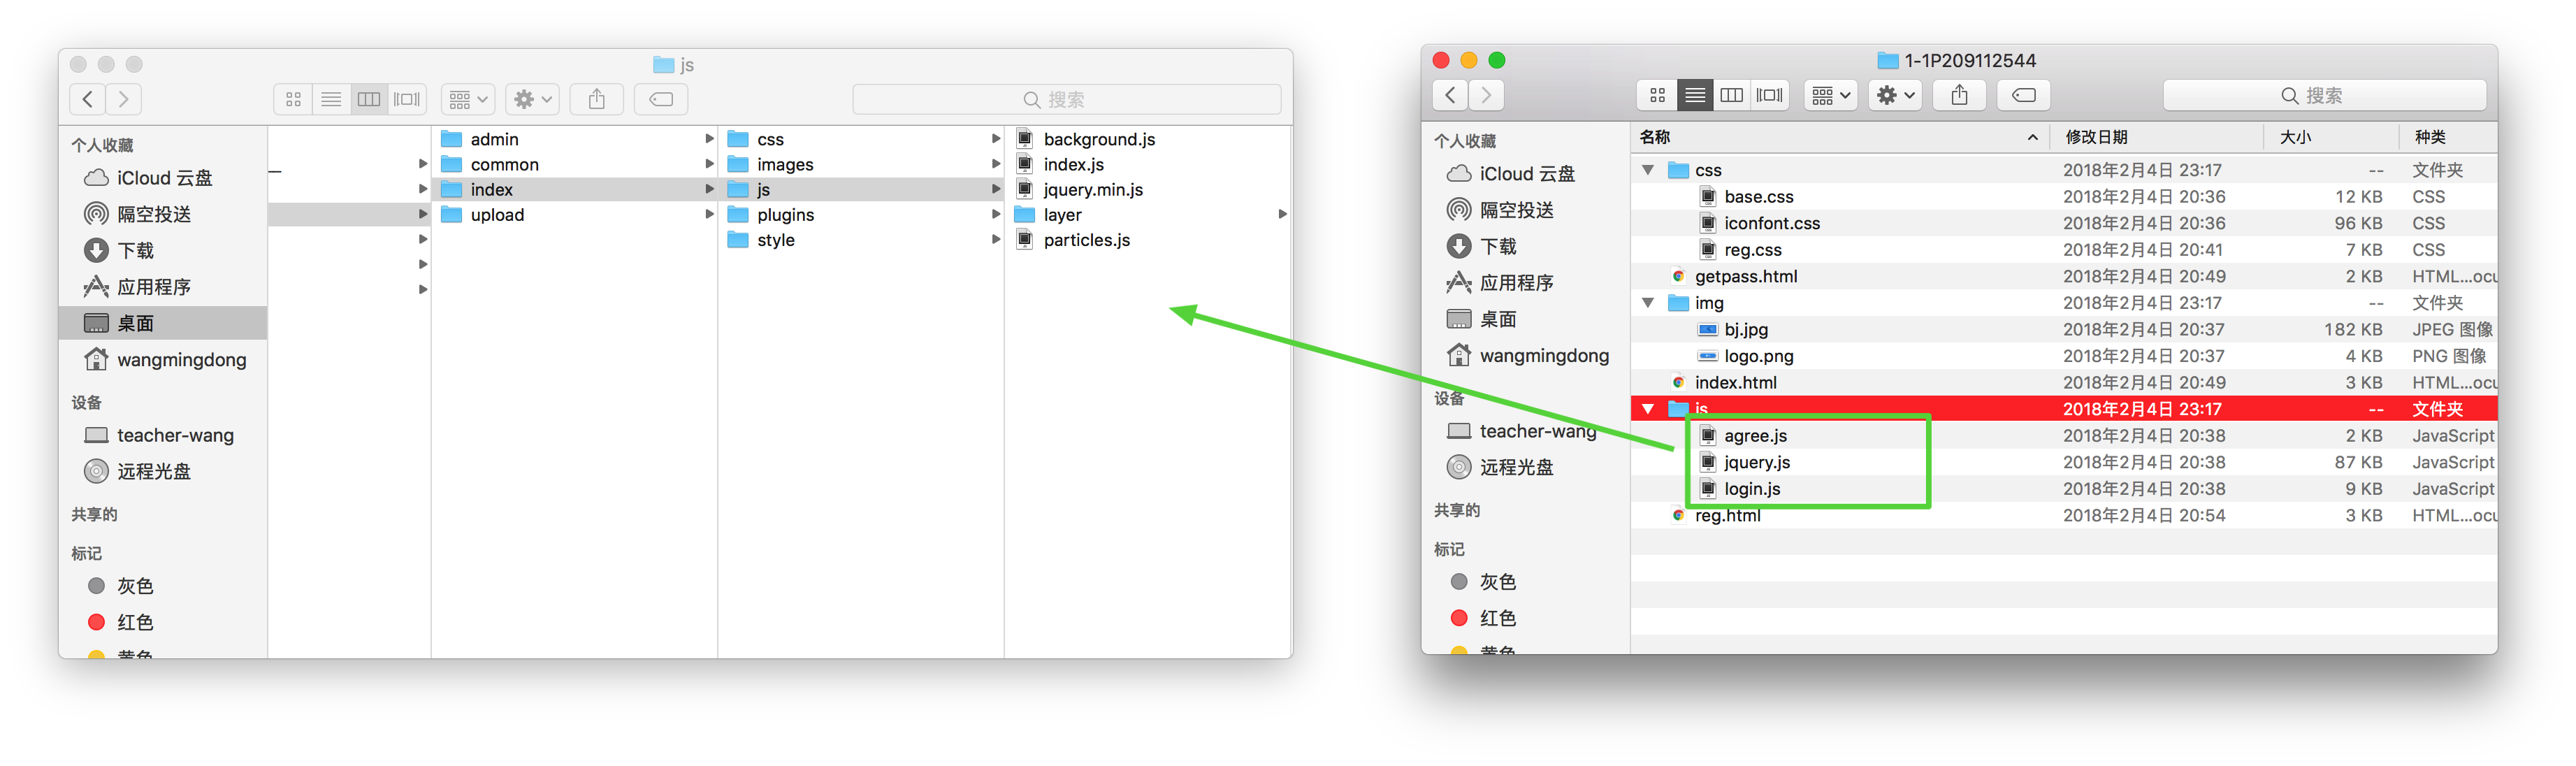 js
搜索
个人收藏
iCloud 云盘
隔空投送
下载
应用程序
桌面
wangmingdong
设备
teacher-wang
远程光盘
共享的
标记
灰色
红色
黄色
admin
common
index
upload
css
images
js
plugins
style
background.js
index.js
jquery.min.js
layer
particles.js
1-1P209112544
搜索
个人收藏
iCloud 云盘
隔空投送
下载
应用程序
桌面
wangmingdong
设备
teacher-wang
远程光盘
共享的
标记
灰色
红色
黄色
名称 修改日期 大小 种类
css 2018年2月4日 23:17 -- 文件夹
base.css 2018年2月4日 20:36 12 KB CSS
iconfont.css 2018年2月4日 20:36 96 KB CSS
reg.css 2018年2月4日 20:41 7 KB CSS
getpass.html 2018年2月4日 20:49 2 KB HTML...ocu
img 2018年2月4日 23:17 -- 文件夹
bj.jpg 2018年2月4日 20:37 182 KB JPEG 图像
logo.png 2018年2月4日 20:37 4 KB PNG 图像
index.html 2018年2月4日 20:49 3 KB HTML...ocu
js 2018年2月4日 23:17 -- 文件夹
agree.js 2018年2月4日 20:38 2 KB JavaScript
jquery.js 2018年2月4日 20:38 87 KB JavaScript
login.js 2018年2月4日 20:38 9 KB JavaScript
reg.html 2018年2月4日 20:54 3 KB HTML...ocu